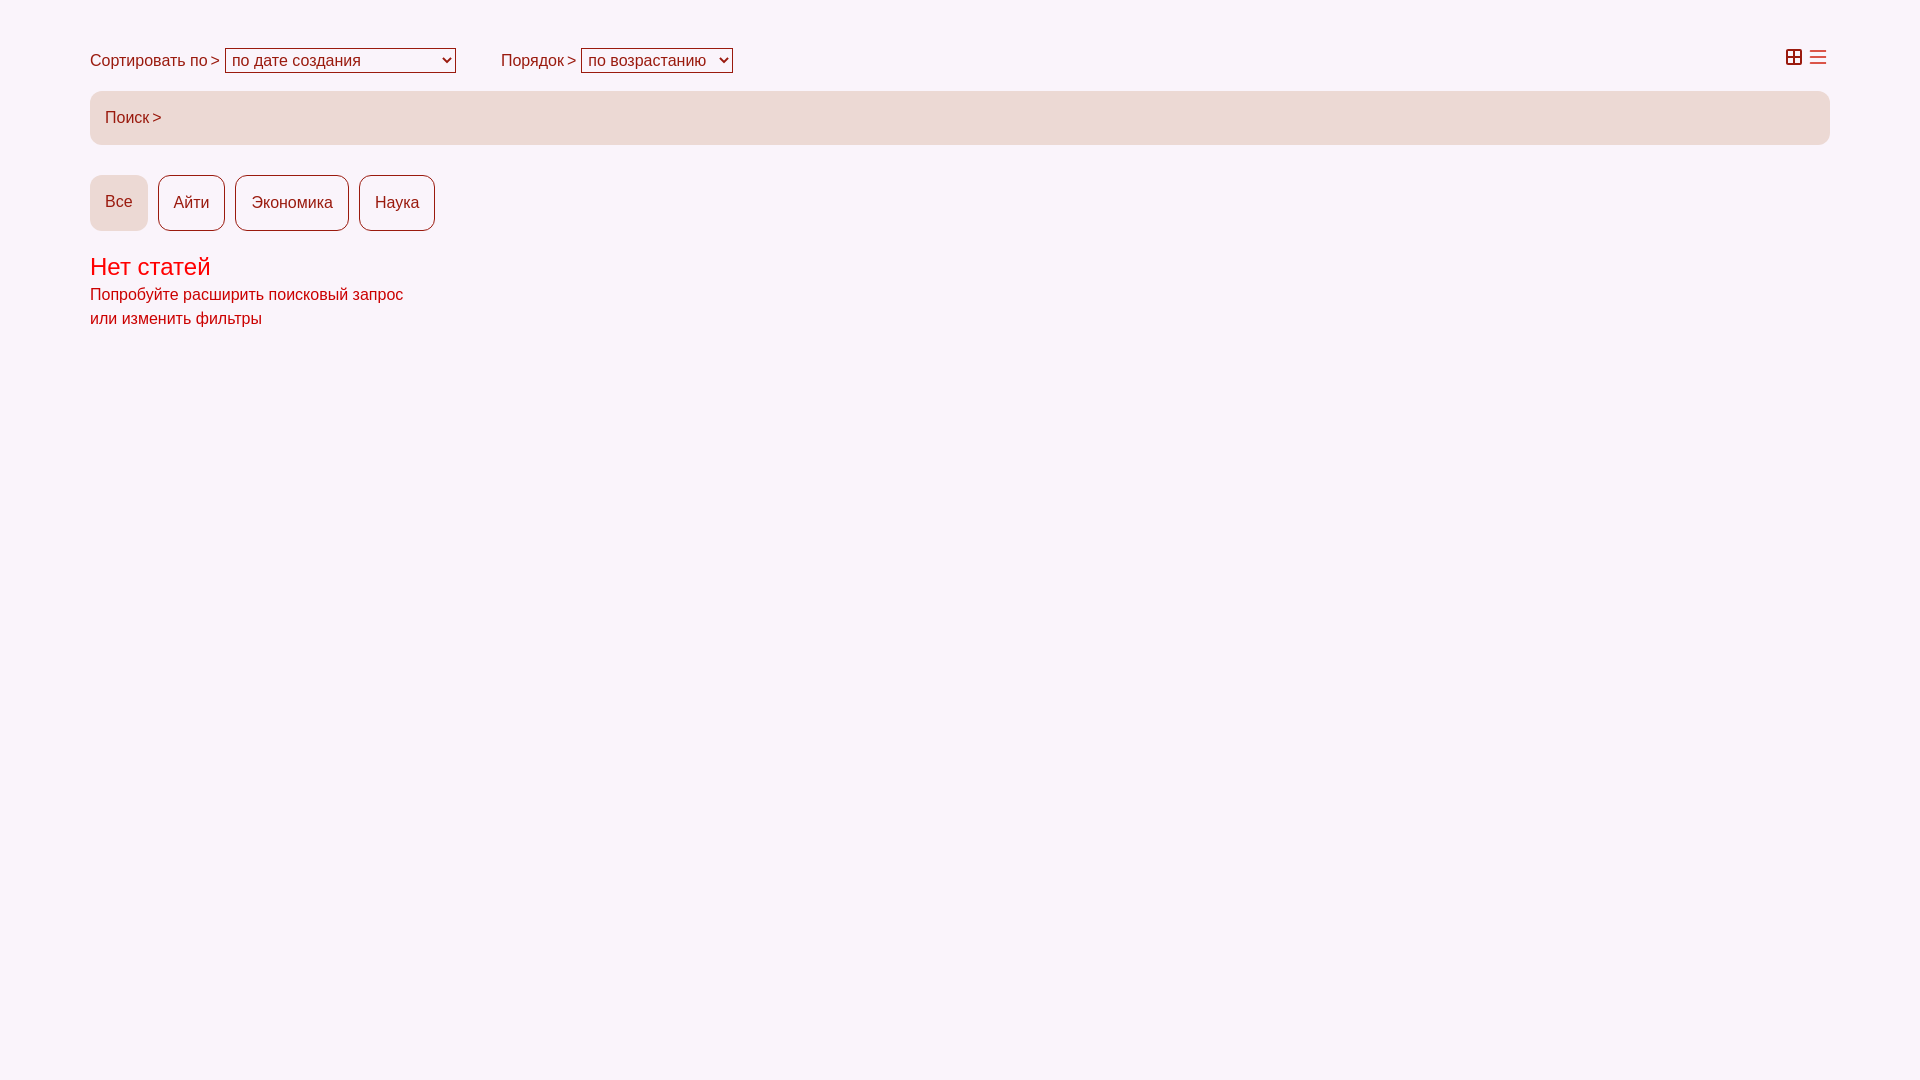 Сортировать по > по дате создания Порядок > по возрастанию
Поиск >
Все Айти Экономика Наука
Нет статей
Попробуйте расширить поисковый запрос
или изменить фильтры